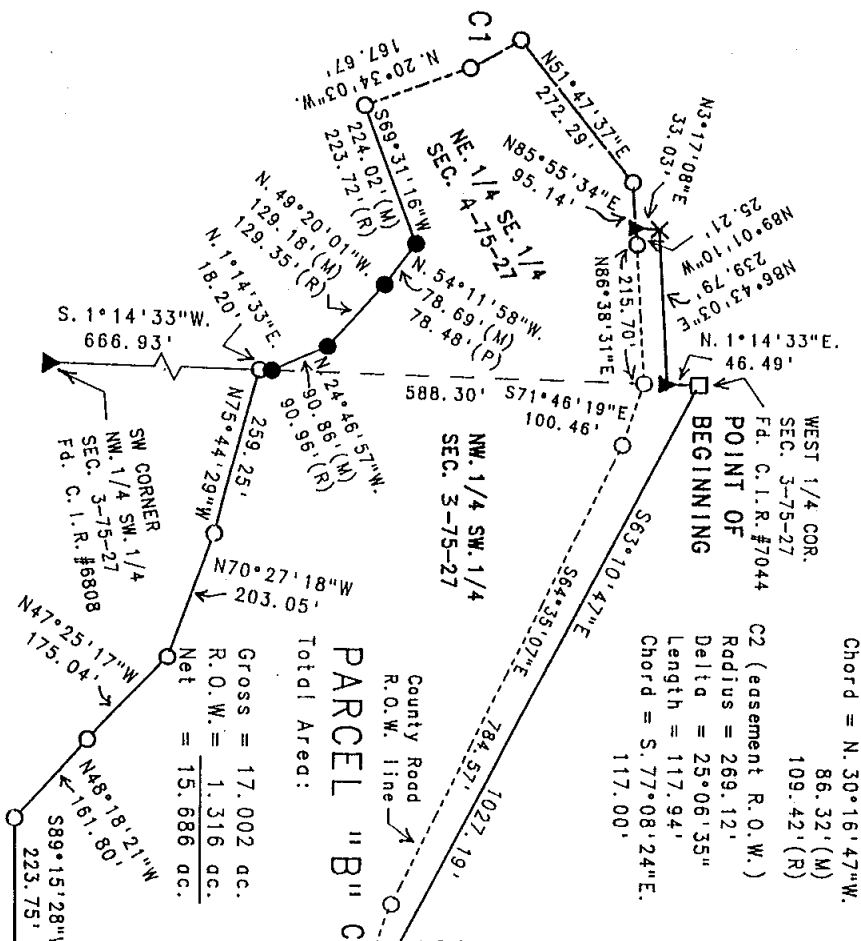 Chord = N. 30°16'47"W.
86.32'(M)
109.42'(R)
C2 (easement R.O.W.)
Radius = 269.12'
Delta = 25°06'35"
Length = 117.94'
Chord = S. 77°08'24"E.
117.00'
WEST 1/4 COR.
SEC. 3-75-27
Fd. C.I.R. #7044
POINT OF
BEGINNING
N. 1°14'33"E.
46.49'
N86°43'03"E
239.79'
N89°01'10"W
25.21'
N3°17'08"E
33.03'
N85°55'34"E.
95.14'
N86°38'31"E
215.70'
N51°47'37"E
272.29'
C1
N. 20°34'03"W.
167.67'
S69°31'16"W
224.02'(M)
223.72'(R)
NE. 1/4 SE. 1/4
SEC. 4-75-27
N. 54°11'58"W.
78.69'(M)
78.48'(P)
N. 49°20'01"W.
129.18'(M)
129.35'(R)
N. 1°14'33"E.
18.20'
N. 24°46'57"W.
90.86'(M)
90.96'(R)
S. 1°14'33"W.
666.93'
588.30'
S71°46'19"E.
100.46'
S63°10'47"E
1027.19'
S64°35'07"E
784.57'
NW. 1/4 SW. 1/4
SEC. 3-75-27
County Road
R.O.W. line
SW CORNER
NW. 1/4 SW. 1/4
SEC. 3-75-27
Fd. C.I.R. #6808
259.25'
N75°44'29"W
N70°27'18"W
203.05'
N47°25'17"W
175.04'
N48°18'21"W
161.80'
S89°15'28"W
223.75'
PARCEL "B" C
Total Area:
Gross = 17.002 ac.
R.O.W. = 1.316 ac.
Net = 15.686 ac.